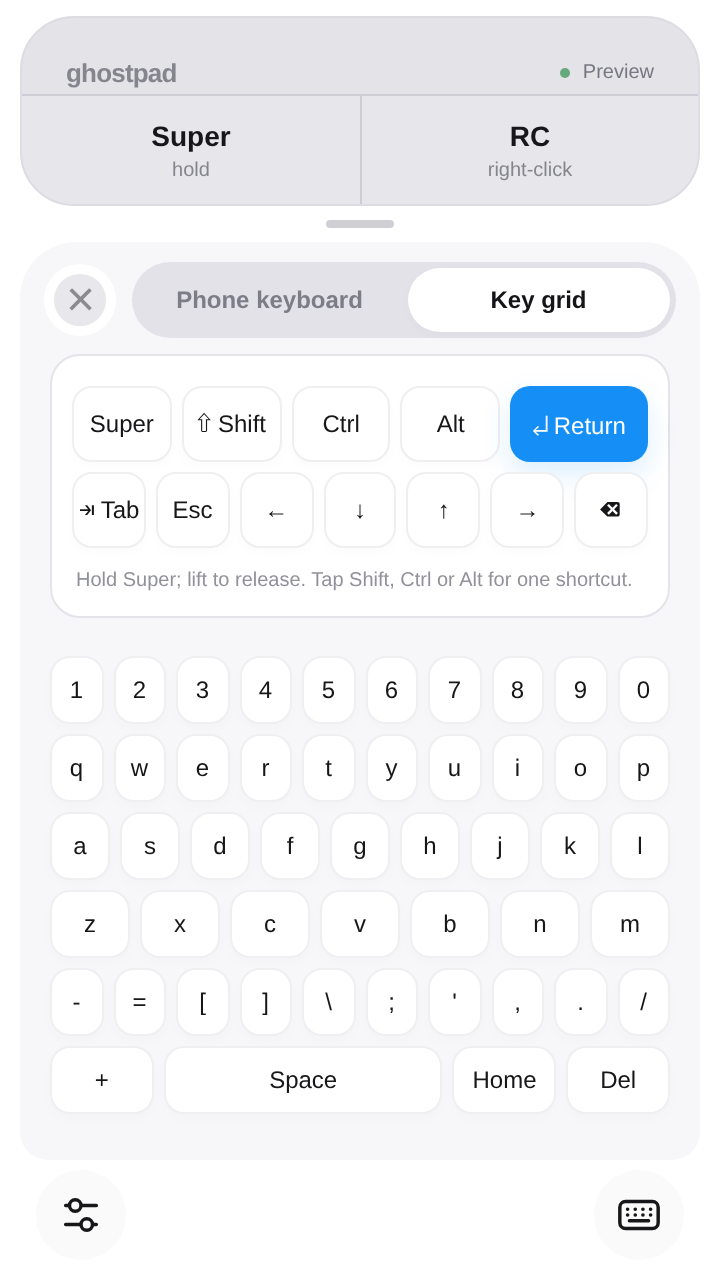 ghostpad Preview
Super RC
hold right-click
Phone keyboard Key grid
Super ⇧ Shift Ctrl Alt ⏎ Return
⇥ Tab Esc ← ↓ ↑ → ⌫
Hold Super; lift to release. Tap Shift, Ctrl or Alt for one shortcut.
1 2 3 4 5 6 7 8 9 0
q w e r t y u i o p
a s d f g h j k l
z x c v b n m
- = [ ] \ ; ' , . /
+ Space Home Del